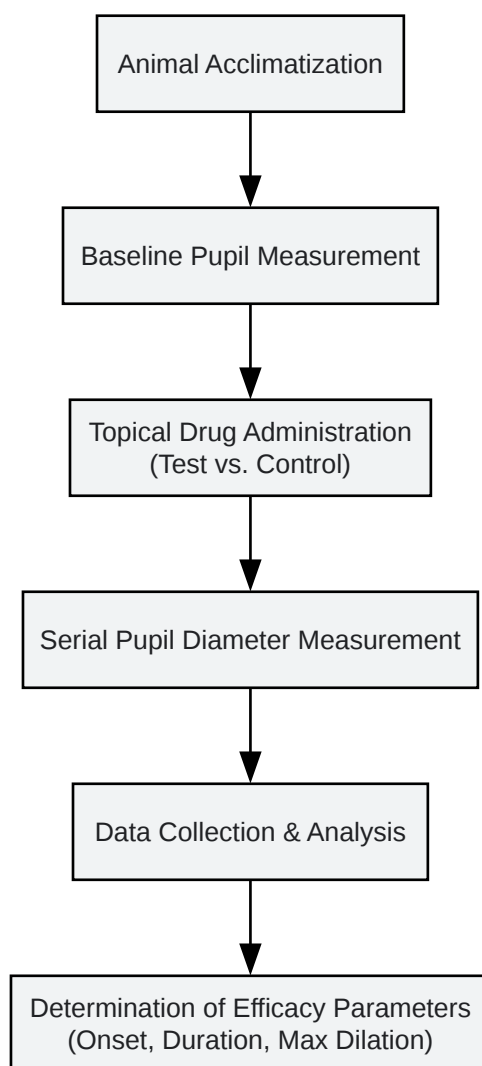 Animal Acclimatization
Baseline Pupil Measurement
Topical Drug Administration
(Test vs. Control)
Serial Pupil Diameter Measurement
Data Collection & Analysis
Determination of Efficacy Parameters
(Onset, Duration, Max Dilation)